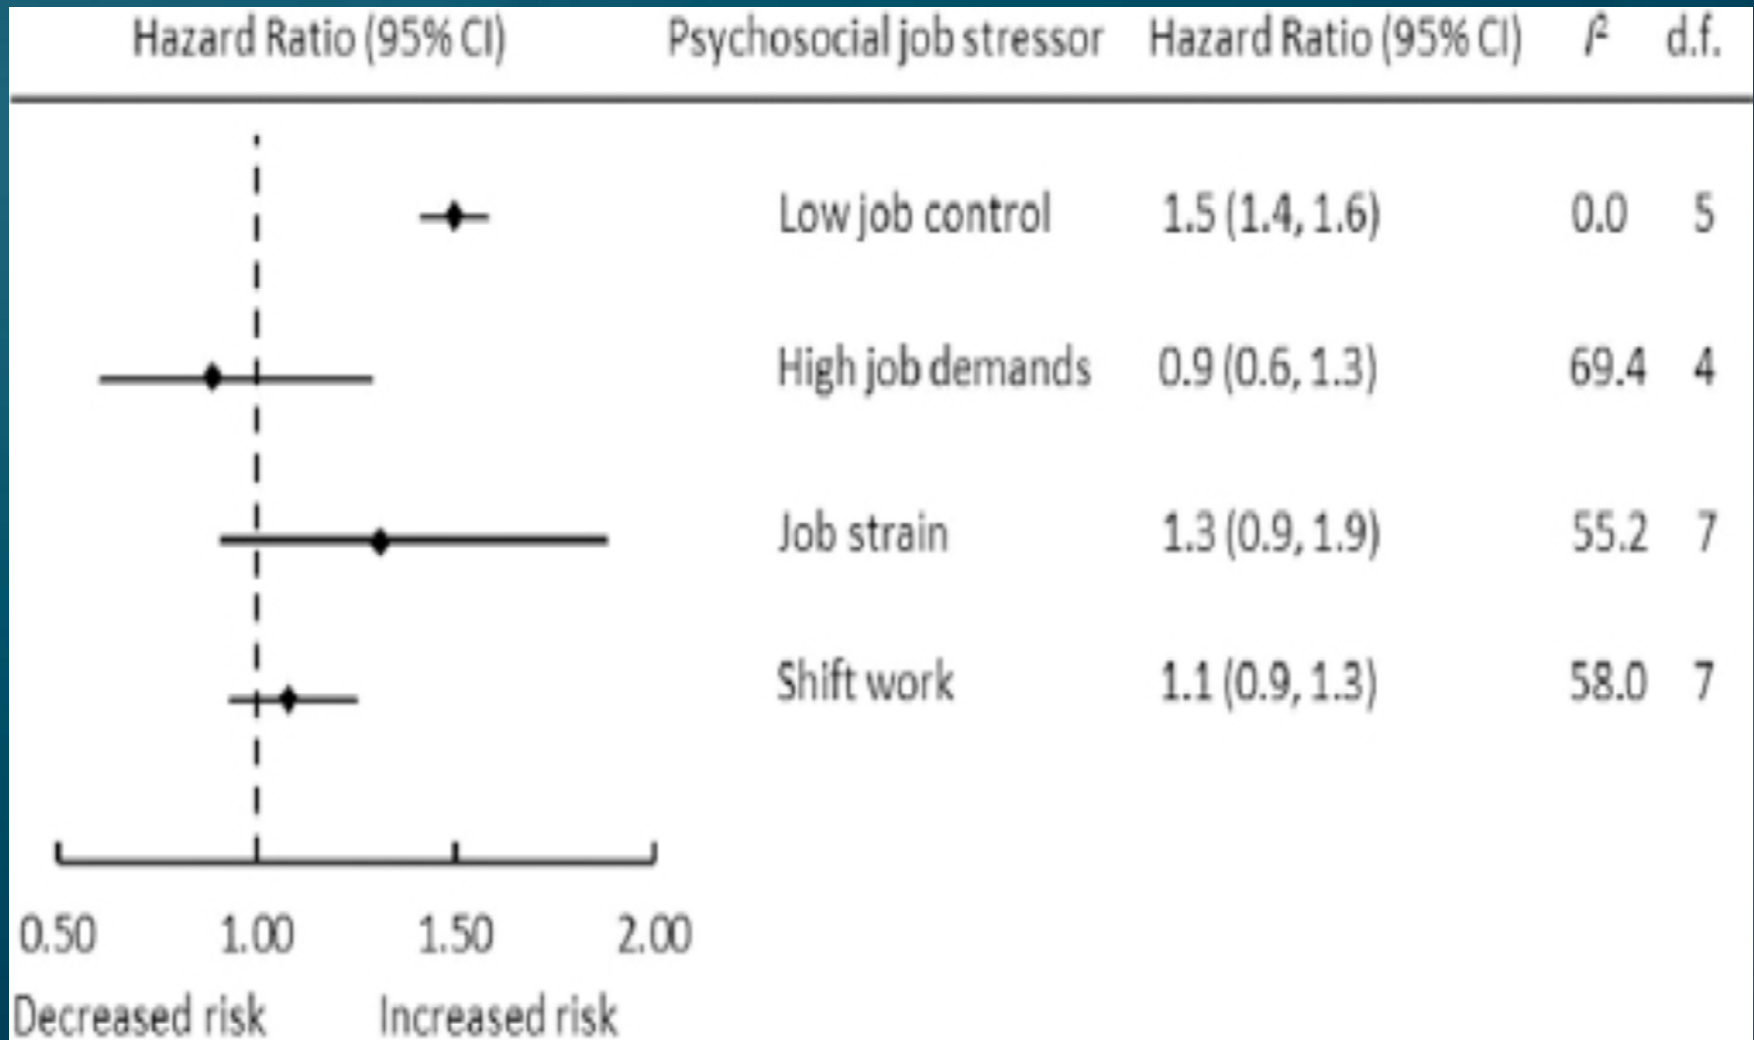 Hazard Ratio (95% CI) Psychosocial job stressor Hazard Ratio (95% CI) I² d.f.
Low job control 1.5 (1.4, 1.6) 0.0 5
High job demands 0.9 (0.6, 1.3) 69.4 4
Job strain 1.3 (0.9, 1.9) 55.2 7
Shift work 1.1 (0.9, 1.3) 58.0 7
0.50 1.00 1.50 2.00
Decreased risk Increased risk